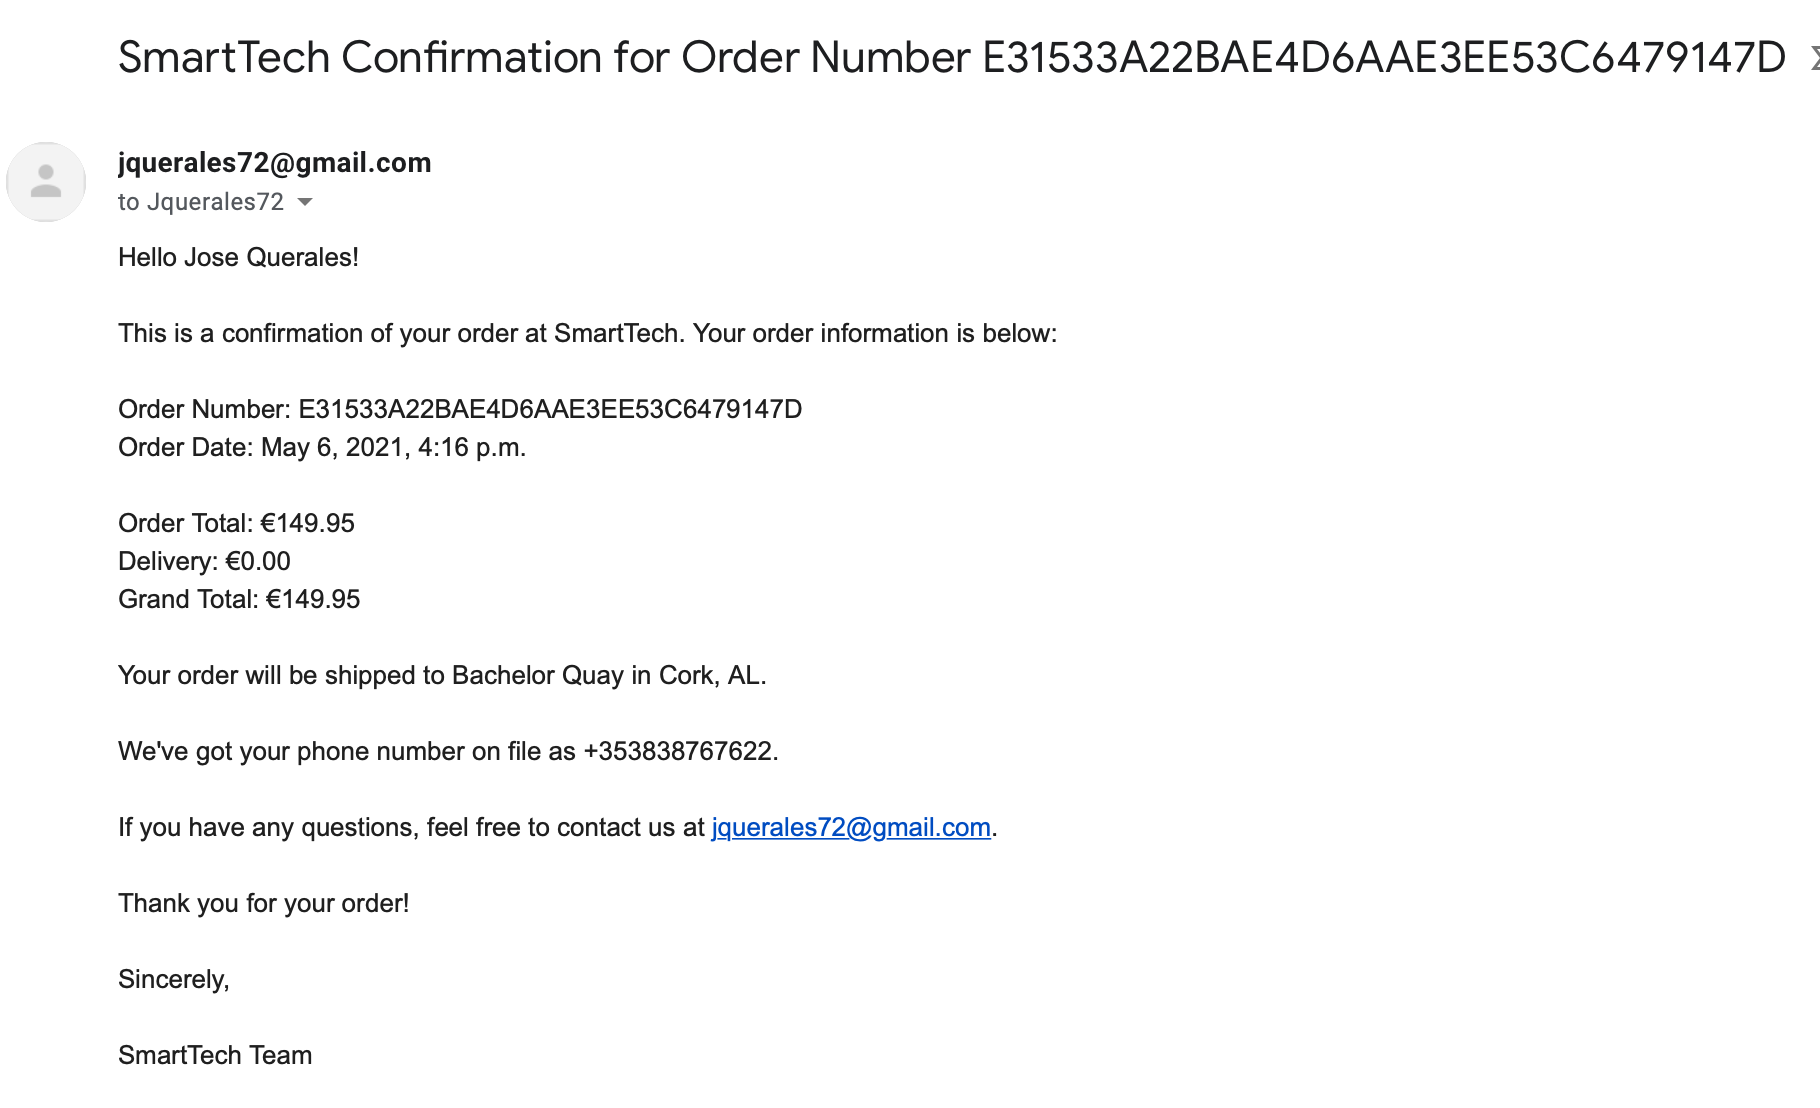 SmartTech Confirmation for Order Number E31533A22BAE4D6AAE3EE53C6479147D
jquerales72@gmail.com
to Jquerales72
Hello Jose Querales!
This is a confirmation of your order at SmartTech. Your order information is below:
Order Number: E31533A22BAE4D6AAE3EE53C6479147D
Order Date: May 6, 2021, 4:16 p.m.
Order Total: €149.95
Delivery: €0.00
Grand Total: €149.95
Your order will be shipped to Bachelor Quay in Cork, AL.
We've got your phone number on file as +353838767622.
If you have any questions, feel free to contact us at jquerales72@gmail.com.
Thank you for your order!
Sincerely,
SmartTech Team